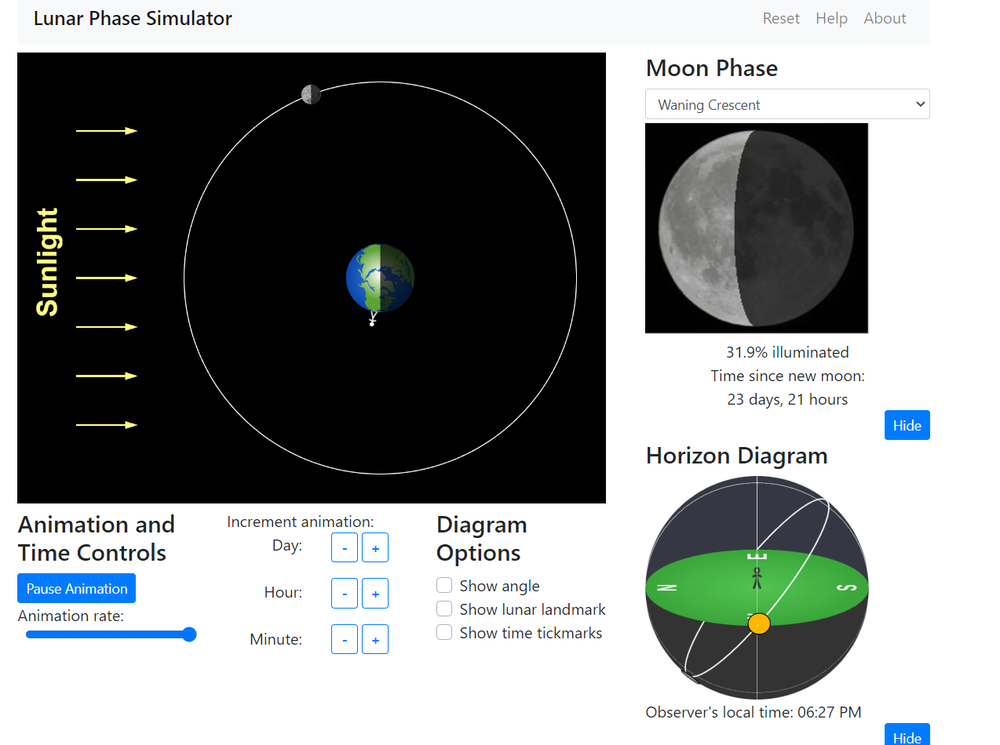 Lunar Phase Simulator
Reset Help About
Sunlight
Moon Phase
Waning Crescent
31.9% illuminated
Time since new moon:
23 days, 21 hours
Hide
Horizon Diagram
E
N
S
Observer's local time: 06:27 PM
Hide
Animation and
Time Controls
Pause Animation
Animation rate:
Increment animation:
Day: - +
Hour: - +
Minute: - +
Diagram
Options
Show angle
Show lunar landmark
Show time tickmarks